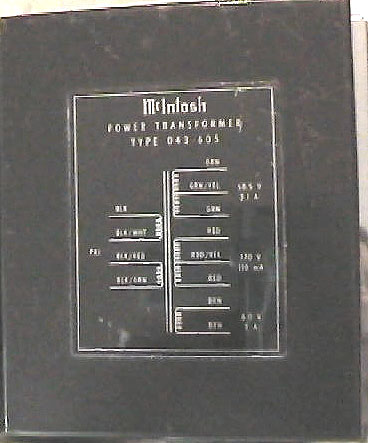 McIntosh
POWER TRANSFORMER
TYPE 043-605
GRN
GRN/YEL
GRN
RED
RED/YEL
RED
BRN
BRN
BLK
BLK/WHT
PRI
BLK/RED
BLK/GRN